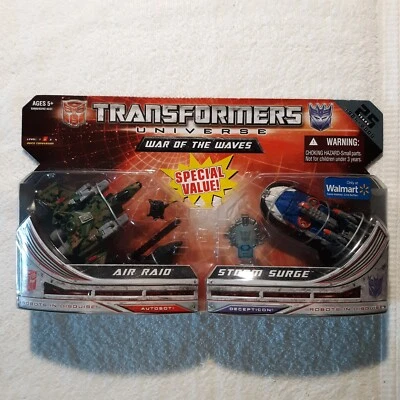 AGES 5+
TRANSFORMERS
UNIVERSE
WAR OF THE WAVES
25
SPECIAL
VALUE!
WARNING:
CHOKING HAZARD-Small parts.
Not for children under 3 years.
Only at
Walmart
AIR RAID
STORM SURGE
AUTOBOT
DECEPTICON